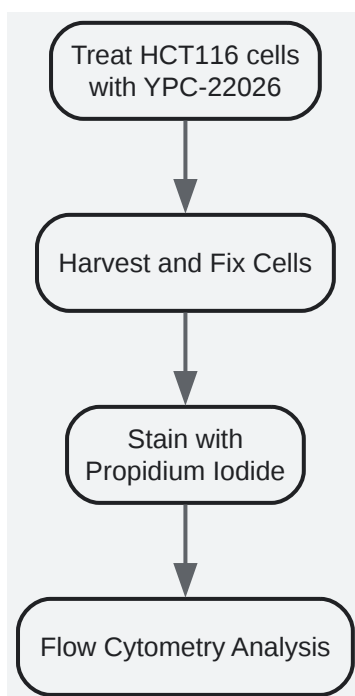 Treat HCT116 cells
with YPC-22026
Harvest and Fix Cells
Stain with
Propidium Iodide
Flow Cytometry Analysis